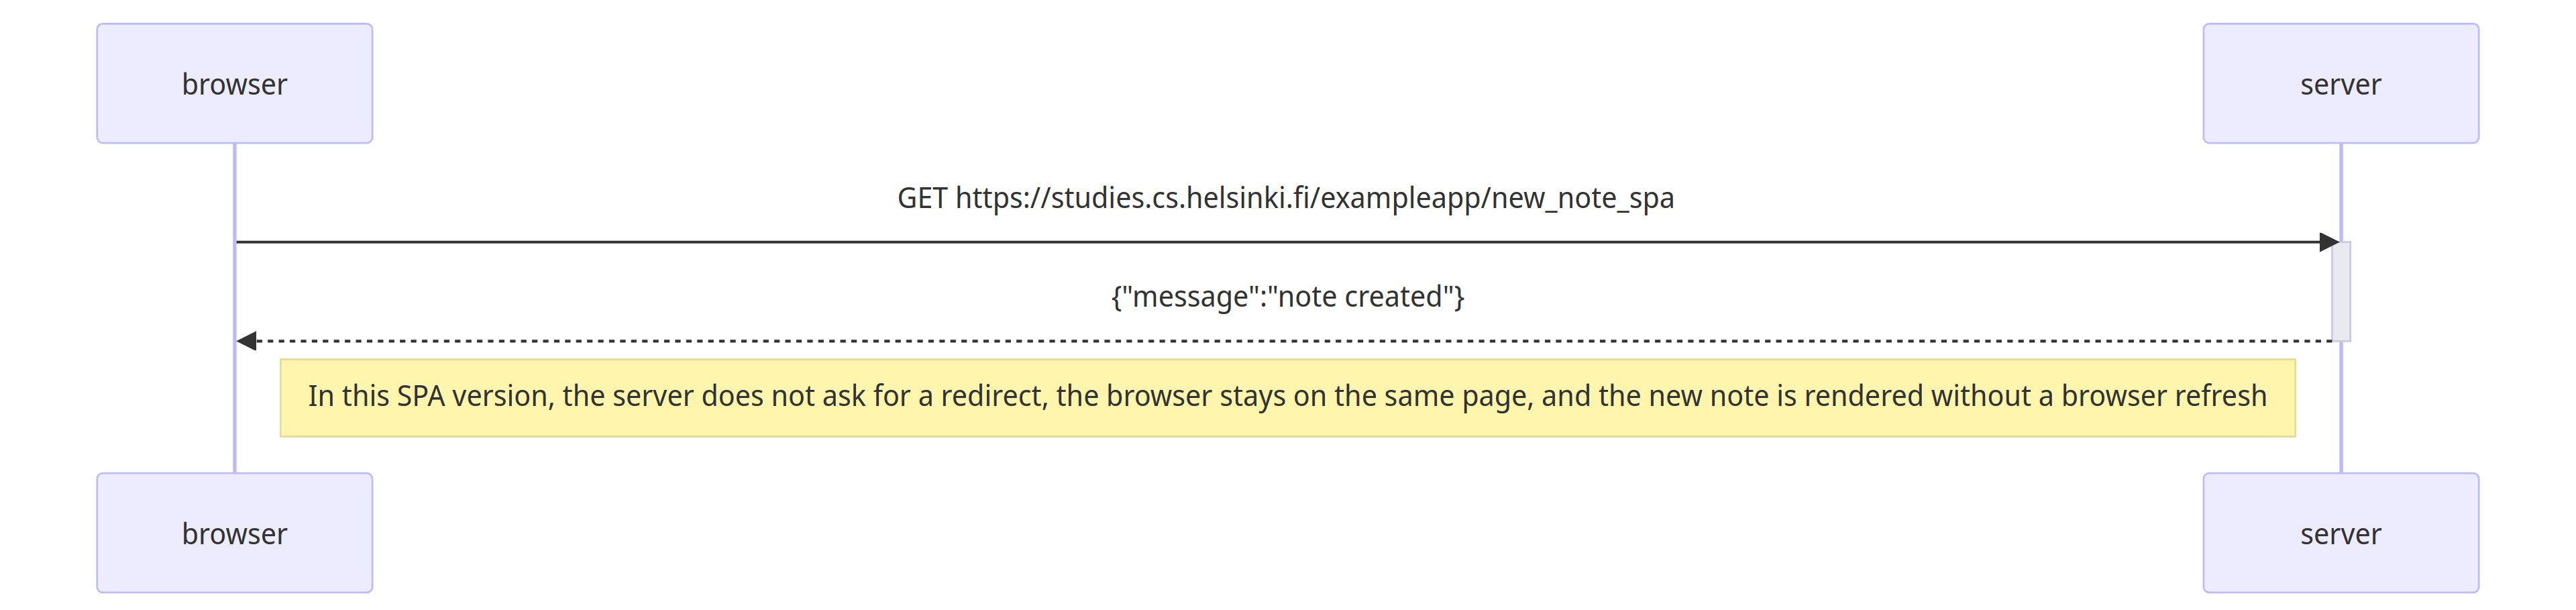 browser
server
GET https://studies.cs.helsinki.fi/exampleapp/new_note_spa
{"message":"note created"}
In this SPA version, the server does not ask for a redirect, the browser stays on the same page, and the new note is rendered without a browser refresh
browser
server